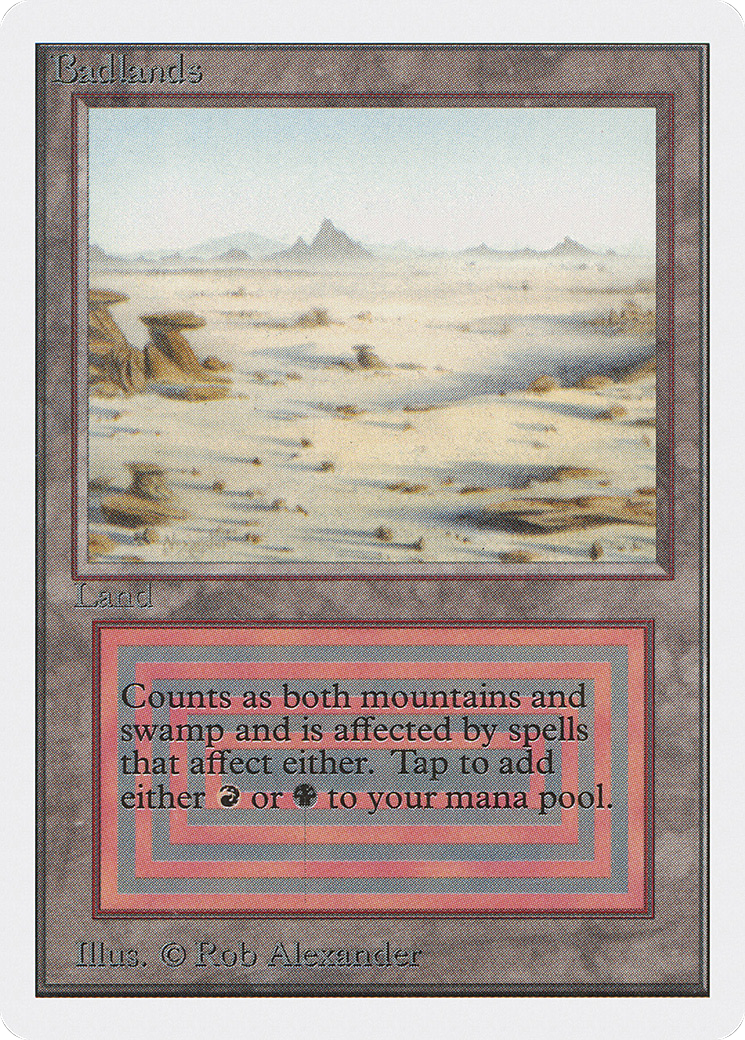 Badlands
Land
Counts as both mountains and
swamp and is affected by spells
that affect either. Tap to add
either or to your mana pool.
Illus. © Rob Alexander